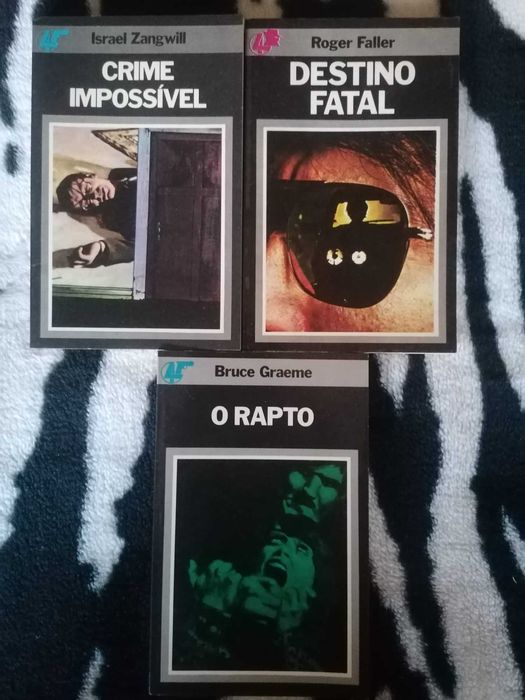 Israel Zangwill
CRIME
IMPOSSÍVEL
Roger Faller
DESTINO
FATAL
Bruce Graeme
O RAPTO